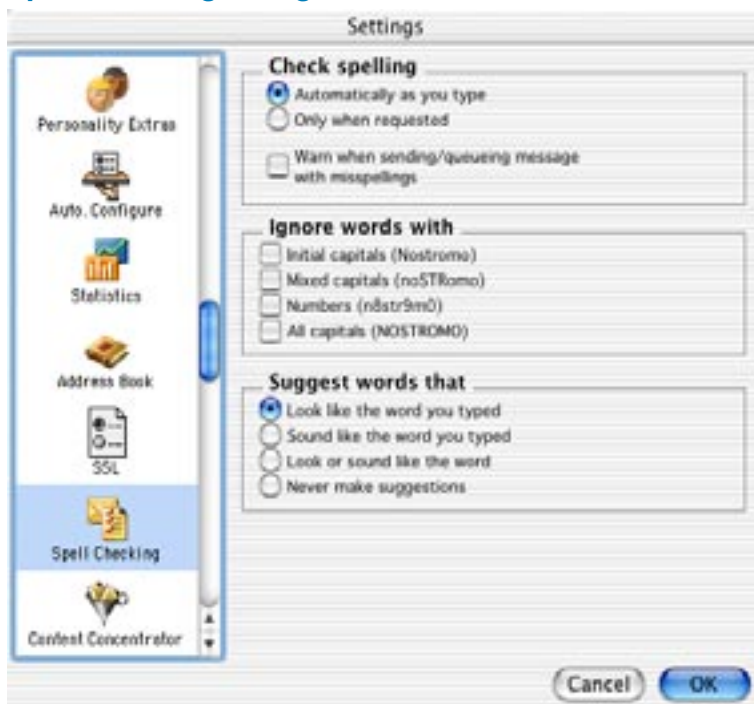 Settings
Personality Extras
Auto. Configure
Statistics
Address Book
SSL
Spell Checking
Content Concentrator
Check spelling
Automatically as you type
Only when requested
Warn when sending/queueing message
with misspellings
Ignore words with
Initial capitals (Nostromo)
Mixed capitals (noSTRomo)
Numbers (n8str9m0)
All capitals (NOSTROMO)
Suggest words that
Look like the word you typed
Sound like the word you typed
Look or sound like the word
Never make suggestions
Cancel
OK